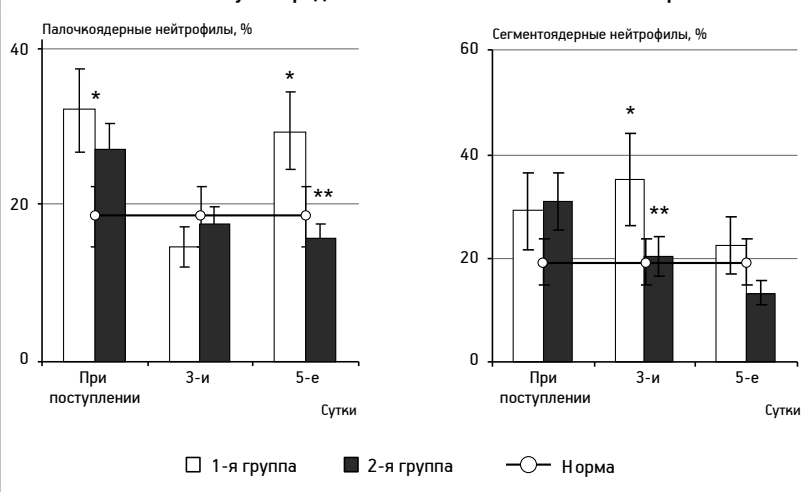 Палочкоядерные нейтрофилы, %
40
20
0
*
*
**
При
поступлении
3-и
5-е
Сутки
Сегментоядерные нейтрофилы, %
60
40
20
0
*
**
При
поступлении
3-и
5-е
Сутки
1-я группа
2-я группа
Норма